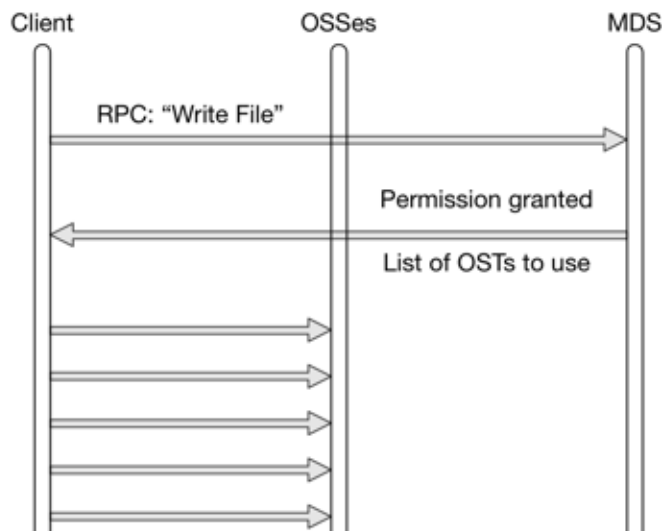 Client OSSes MDS
RPC: “Write File”
Permission granted
List of OSTs to use